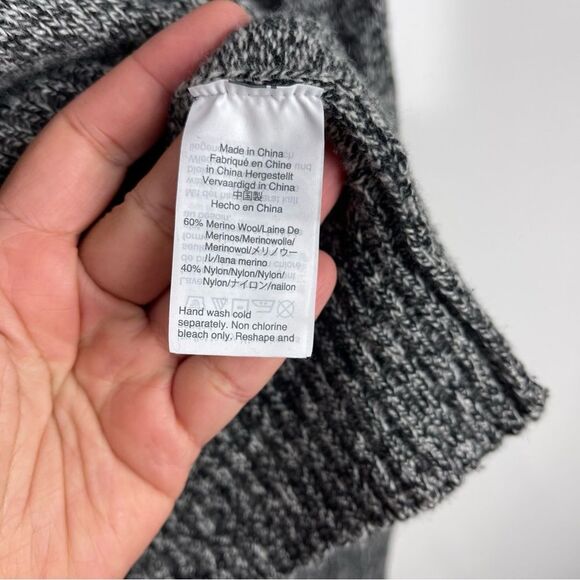 Made in China
Fabriqué en Chine
in China Hergestellt
Vervaardigd in China
中国製
Hecho en China
60% Merino Wool/Laine De
Merinos/Merinowolle/
Merinowol/メリノウー
ル/lana merino
40% Nylon/Nylon/Nylon/
Nylon/ナイロン/nailon
Hand wash cold
separately. Non chlorine
bleach only. Reshape and